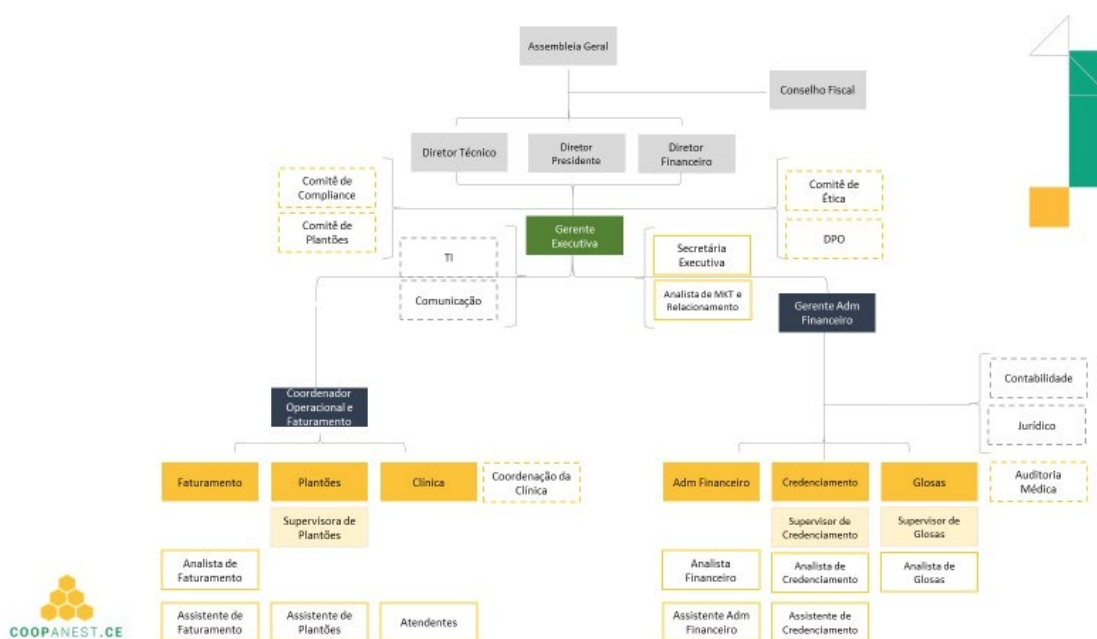 Assembleia Geral
Conselho Fiscal
Diretor Técnico
Diretor
Presidente
Diretor
Financeiro
Comitê de
Compliance
Comitê de
Plantões
Comitê de
Ética
DPO
Gerente
Executiva
TI
Comunicação
Secretária
Executiva
Analista de MKT e
Relacionamento
Gerente Adm
Financeiro
Coordenador
Operacional e
Faturamento
Contabilidade
Jurídico
Faturamento
Plantões
Clínica
Coordenação da
Clínica
Adm Financeiro
Credenciamento
Glosas
Auditoria
Médica
Supervisora de
Plantões
Supervisor de
Credenciamento
Supervisor de
Glosas
Analista de
Faturamento
Analista
Financeiro
Analista de
Credenciamento
Analista de
Glosas
Assistente de
Faturamento
Assistente de
Plantões
Atendentes
Assistente Adm
Financeiro
Assistente de
Credenciamento
COOPANEST.CE